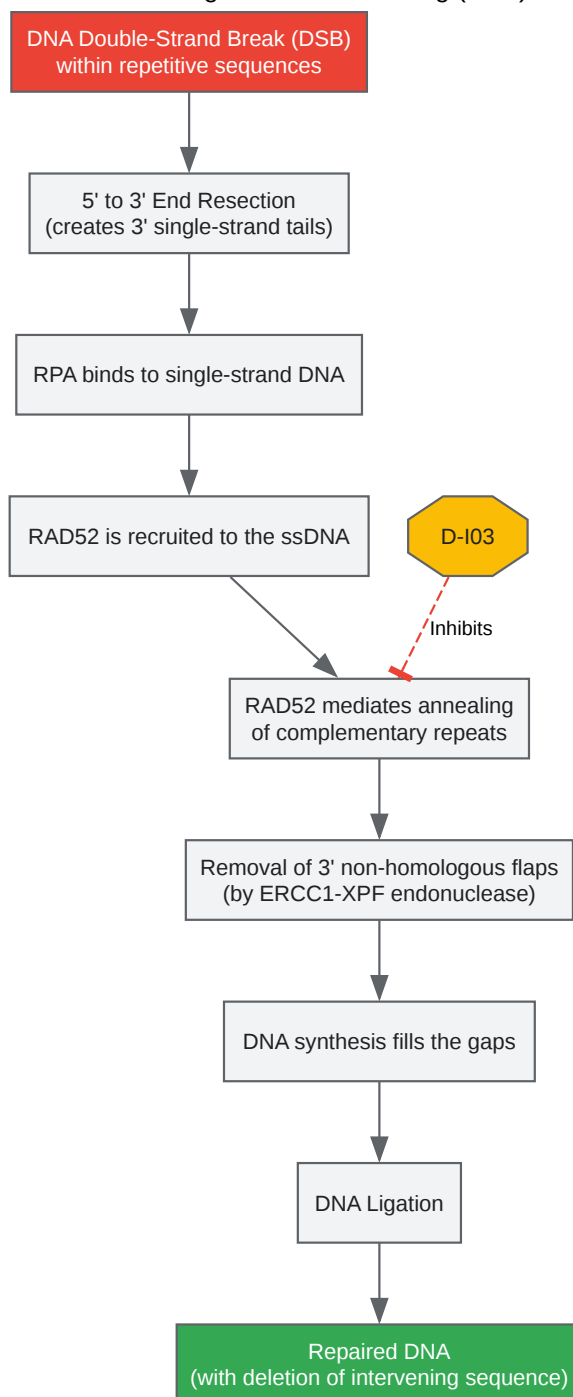 DNA Double-Strand Break (DSB)
within repetitive sequences
5' to 3' End Resection
(creates 3' single-strand tails)
RPA binds to single-strand DNA
RAD52 is recruited to the ssDNA
D-I03
Inhibits
RAD52 mediates annealing
of complementary repeats
Removal of 3' non-homologous flaps
(by ERCC1-XPF endonuclease)
DNA synthesis fills the gaps
DNA Ligation
Repaired DNA
(with deletion of intervening sequence)